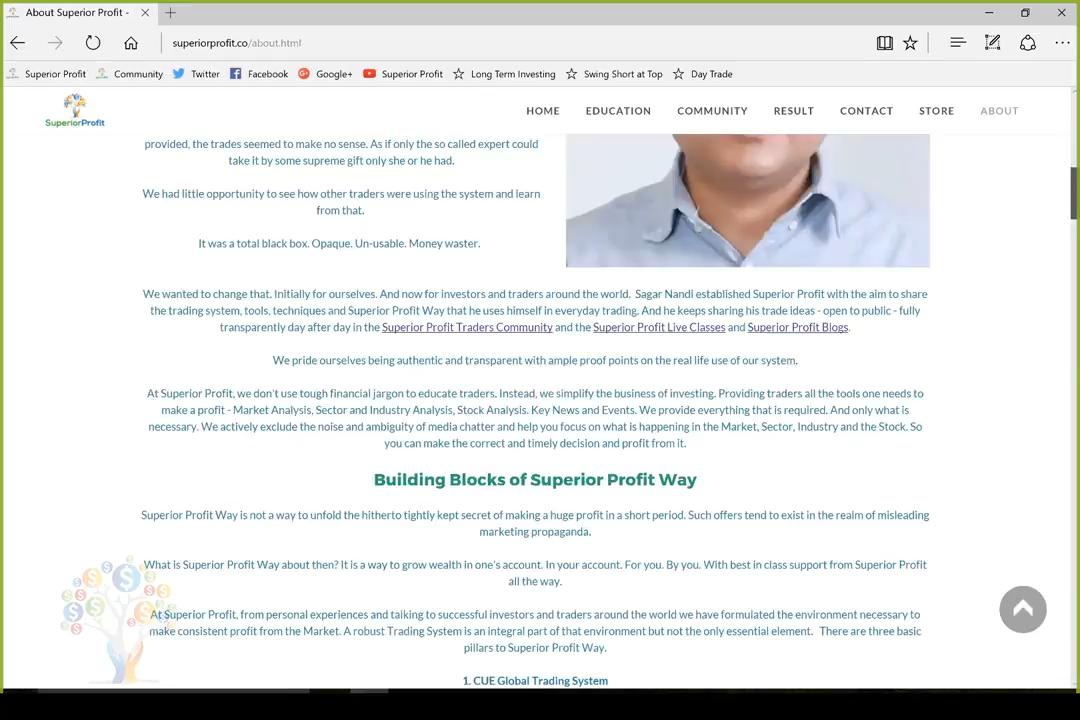 About Superior Profit -
superiorprofit.co/about.html
Superior Profit Community Twitter Facebook Google+ Superior Profit Long Term Investing Swing Short at Top Day Trade
SuperiorProfit
HOME EDUCATION COMMUNITY RESULT CONTACT STORE ABOUT
provided, the trades seemed to make no sense. As if only the so called expert could
take it by some supreme gift only she or he had.
We had little opportunity to see how other traders were using the system and learn
from that.
It was a total black box. Opaque. Un-usable. Money waster.
We wanted to change that. Initially for ourselves. And now for investors and traders around the world. Sagar Nandi established Superior Profit with the aim to share
the trading system, tools, techniques and Superior Profit Way that he uses himself in everyday trading. And he keeps sharing his trade ideas - open to public - fully
transparently day after day in the Superior Profit Traders Community and the Superior Profit Live Classes and Superior Profit Blogs.
We pride ourselves being authentic and transparent with ample proof points on the real life use of our system.
At Superior Profit, we don't use tough financial jargon to educate traders. Instead, we simplify the business of investing. Providing traders all the tools one needs to
make a profit - Market Analysis, Sector and Industry Analysis, Stock Analysis. Key News and Events. We provide everything that is required. And only what is
necessary. We actively exclude the noise and ambiguity of media chatter and help you focus on what is happening in the Market, Sector, Industry and the Stock. So
you can make the correct and timely decision and profit from it.
Building Blocks of Superior Profit Way
Superior Profit Way is not a way to unfold the hitherto tightly kept secret of making a huge profit in a short period. Such offers tend to exist in the realm of misleading
marketing propaganda.
What is Superior Profit Way about then? It is a way to grow wealth in one's account. In your account. For you. By you. With best in class support from Superior Profit
all the way.
At Superior Profit, from personal experiences and talking to successful investors and traders around the world we have formulated the environment necessary to
make consistent profit from the Market. A robust Trading System is an integral part of that environment but not the only essential element. There are three basic
pillars to Superior Profit Way.
1. CUE Global Trading System